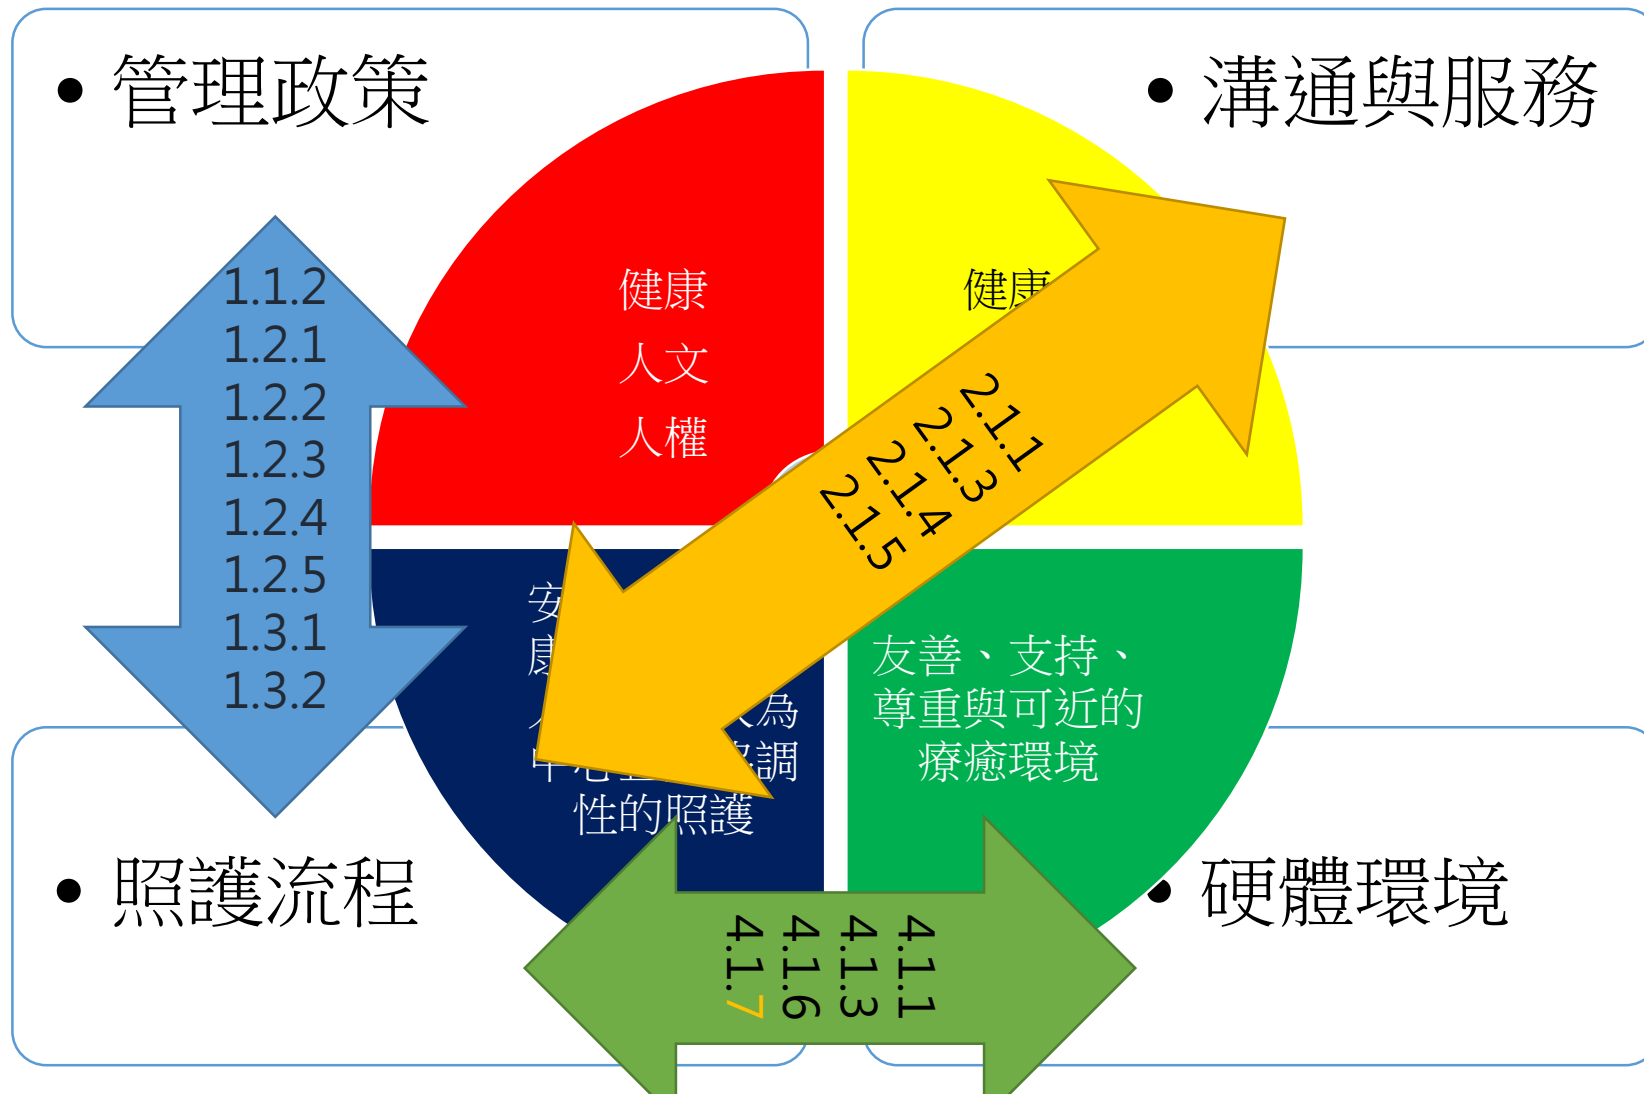 • 管理政策
• 溝通與服務
1.1.2
1.2.1
1.2.2
1.2.3
1.2.4
1.2.5
1.3.1
1.3.2
健康
人文
人權
健康
2.1.1
2.1.3
2.1.4
2.1.5
安
康
為
中心 調
性的照護
友善、支持、
尊重與可近的
療癒環境
• 照護流程
• 硬體環境
4.1.1
4.1.3
4.1.6
4.1.7